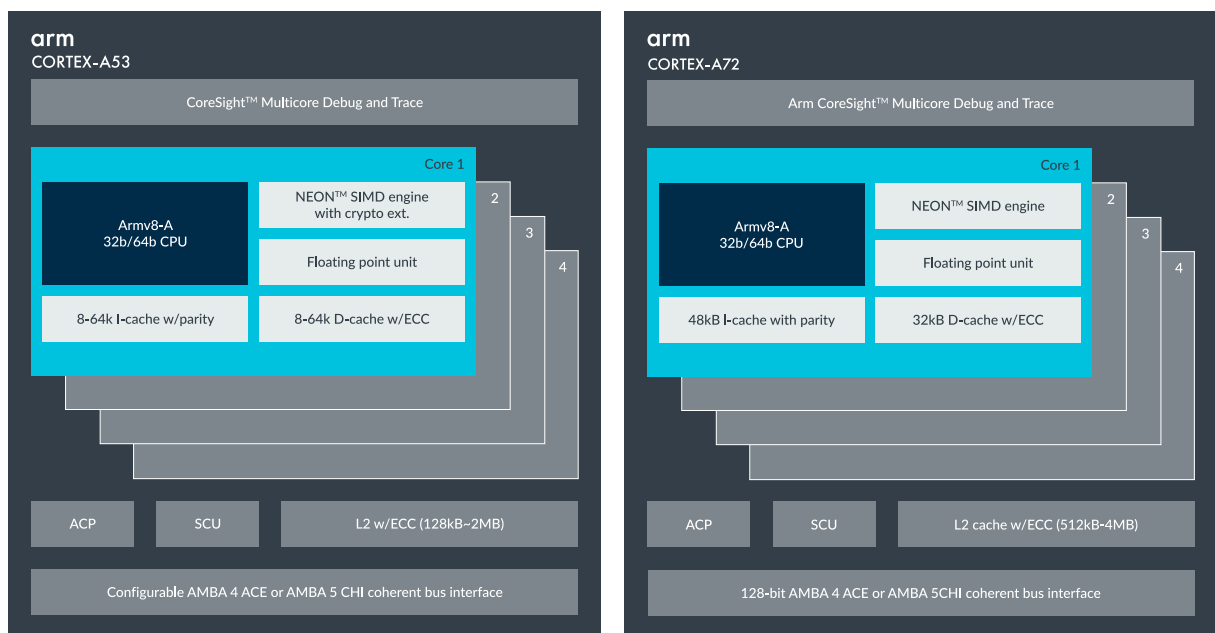 arm
CORTEX-A53
CoreSight™ Multicore Debug and Trace
Core 1
Armv8-A
32b/64b CPU
NEON™ SIMD engine
with crypto ext.
Floating point unit
8-64k I-cache w/parity
8-64k D-cache w/ECC
2
3
4
ACP
SCU
L2 w/ECC (128kB~2MB)
Configurable AMBA 4 ACE or AMBA 5 CHI coherent bus interface
arm
CORTEX-A72
Arm CoreSight™ Multicore Debug and Trace
Core 1
Armv8-A
32b/64b CPU
NEON™ SIMD engine
Floating point unit
48kB I-cache with parity
32kB D-cache w/ECC
2
3
4
ACP
SCU
L2 cache w/ECC (512kB-4MB)
128-bit AMBA 4 ACE or AMBA 5CHI coherent bus interface